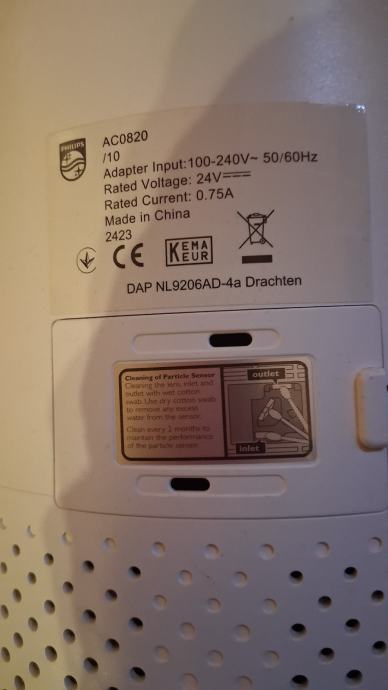 PHILIPS
AC0820
/10
Adapter Input:100-240V~ 50/60Hz
Rated Voltage: 24V⎓
Rated Current: 0.75A
Made in China
2423
CE
KEMA
EUR
DAP NL9206AD-4a Drachten
Cleaning of Particle Sensor
Cleaning the lens, inlet and
outlet with wet cotton
swab. Use dry cotton swab
to remove any excess
water from the sensor.
Clean every 2 months to
maintain the performance
of the particle sensor.
outlet
inlet